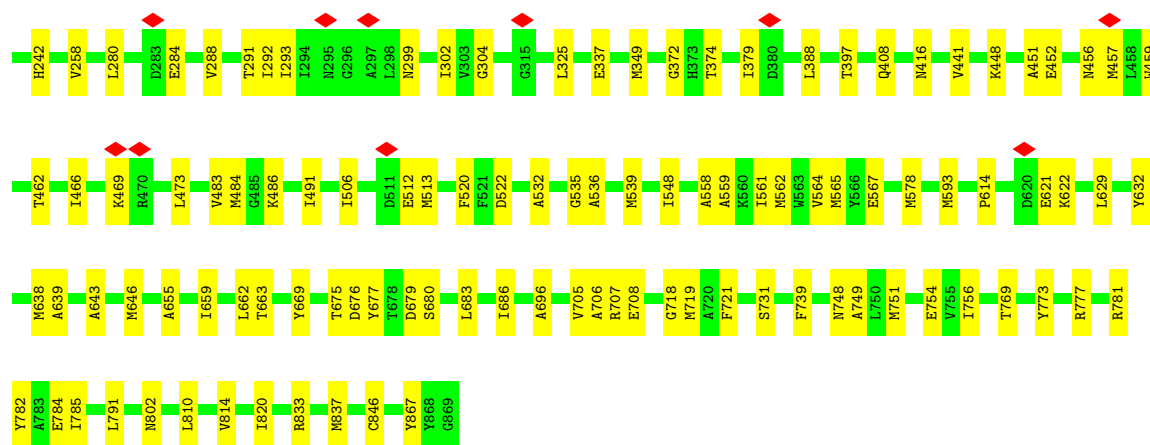 H242 V258 L280 D283 E284 V288 T291 I292 I293 I294 N295 G296 A297 L298 N299 I302 V303 G304 G315 L325 E337 M349 G372 H373 T374 I379 D380 L388 T397 Q408 N416 V441 K448 A451 E452 N456 M457 L458 W459
T462 I466 K469 R470 L473 V483 M484 G485 K486 I491 I506 D511 E512 M513 F520 F521 D522 A532 G535 A536 M539 I548 A558 A559 K560 I561 M562 W563 V564 M565 Y566 E567 M578 M593 P614 D620 E621 K622 L629 Y632
M638 A639 A643 M646 A655 I659 L662 T663 Y669 T675 D676 Y677 T678 D679 S680 L683 I686 A696 V705 A706 R707 E708 G718 M719 A720 F721 S731 F739 N748 A749 L750 M751 E754 V755 I756 T769 Y773 R777 R781
Y782 A783 E784 I785 L791 N802 L810 V814 I820 R833 M837 C846 Y867 Y868 G869